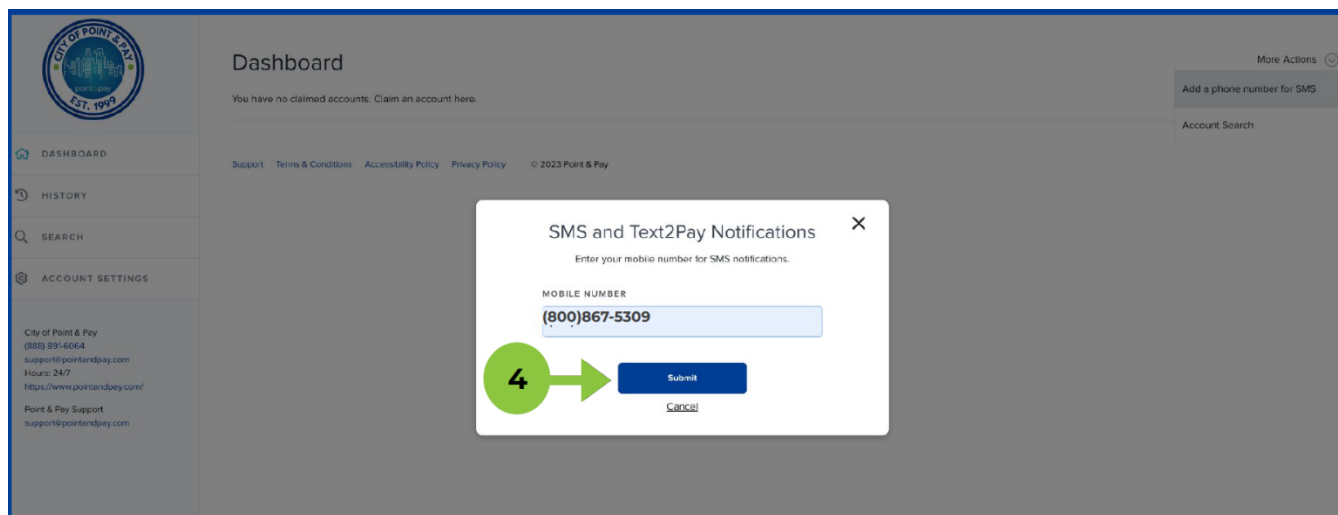 CITY OF POINT & PAY
point&pay
EST. 1999
DASHBOARD
HISTORY
SEARCH
ACCOUNT SETTINGS
City of Point & Pay
(888) 891-6064
support@pointandpay.com
Hours: 24/7
https://www.pointandpay.com/
Point & Pay Support
support@pointandpay.com
Dashboard
You have no claimed accounts. Claim an account here.
Support Terms & Conditions Accessibility Policy Privacy Policy © 2023 Point & Pay
More Actions
Add a phone number for SMS
Account Search
SMS and Text2Pay Notifications
Enter your mobile number for SMS notifications.
MOBILE NUMBER
(800)867-5309
4
Submit
Cancel